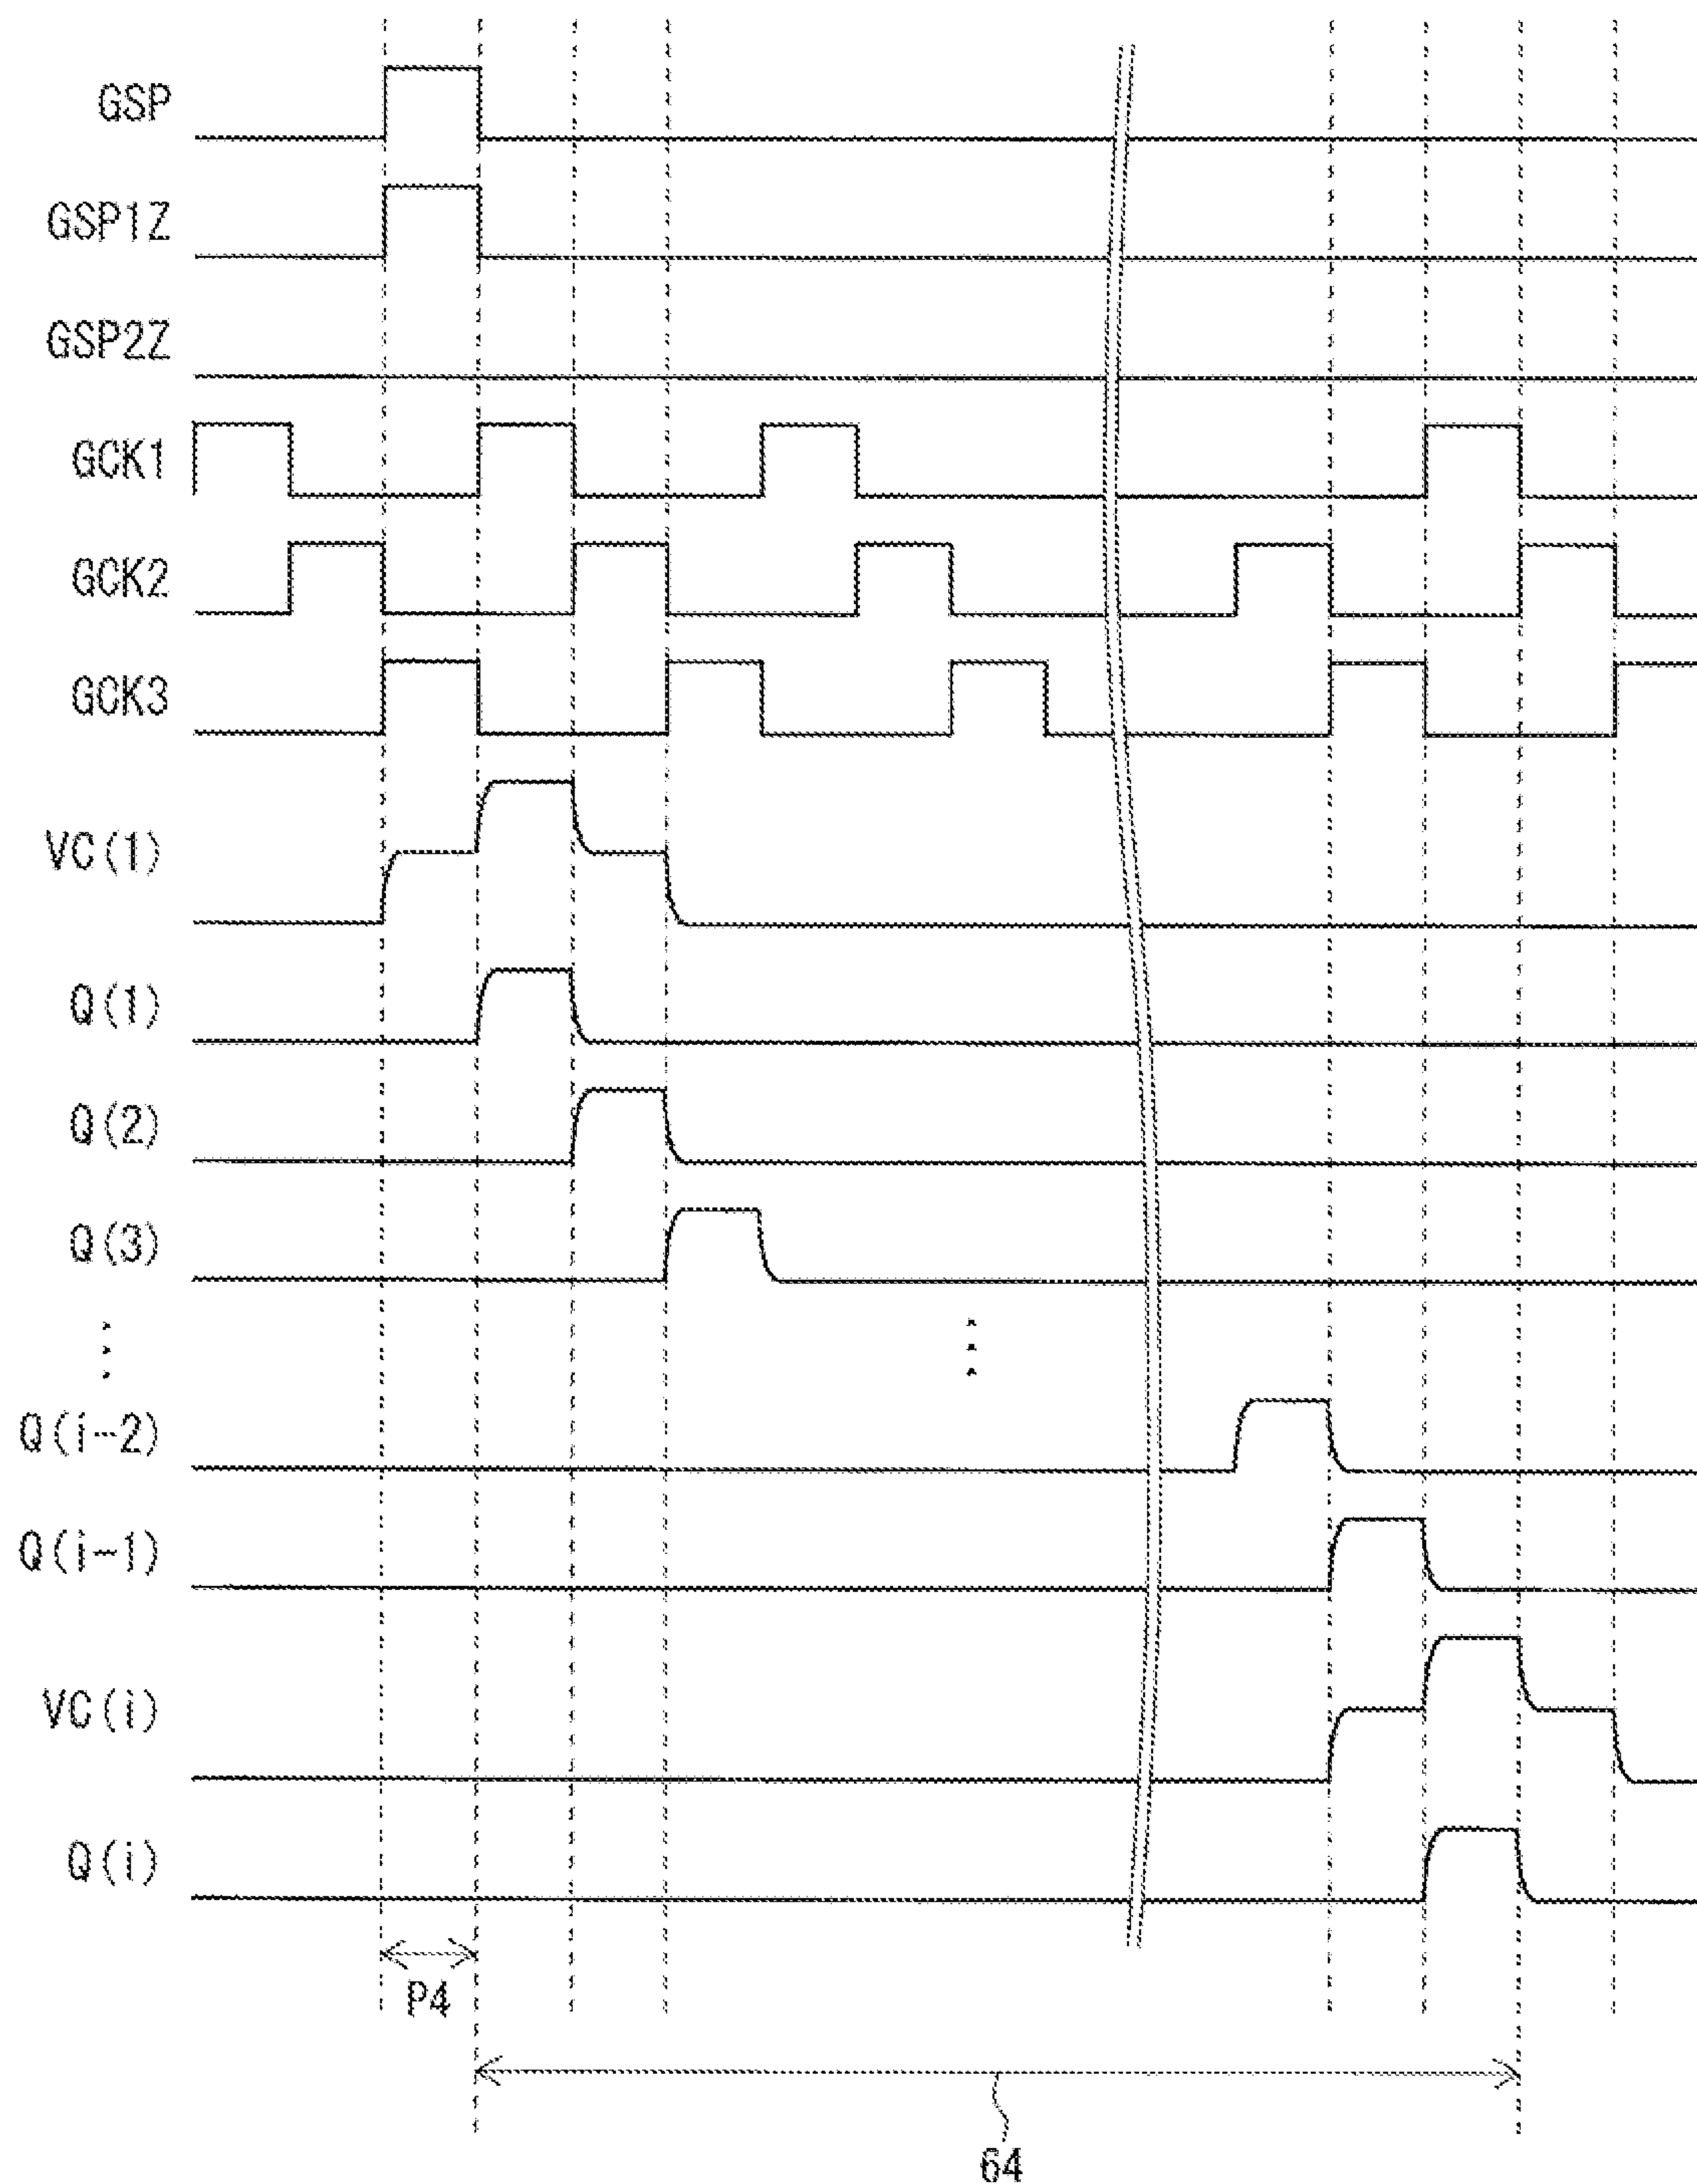 GSP
GSP1Z
GSP2Z
GCK1
GCK2
GCK3
VC(1)
Q(1)
Q(2)
Q(3)
Q(i-2)
Q(i-1)
VC(i)
Q(i)
P4
64